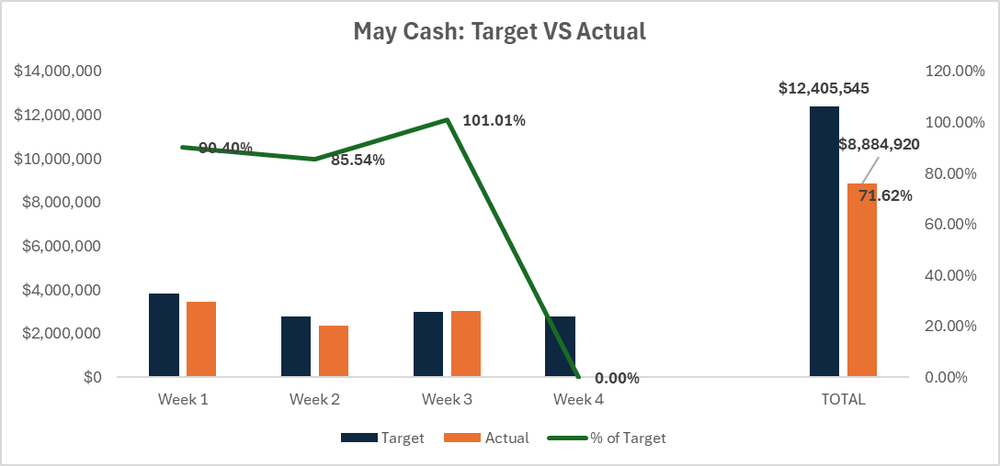 May Cash: Target VS Actual
$14,000,000
$12,000,000
$10,000,000
$8,000,000
$6,000,000
$4,000,000
$2,000,000
$0
120.00%
100.00%
80.00%
60.00%
40.00%
20.00%
0.00%
90.40%
85.54%
101.01%
0.00%
$12,405,545
$8,884,920
71.62%
Week 1
Week 2
Week 3
Week 4
TOTAL
Target
Actual
% of Target